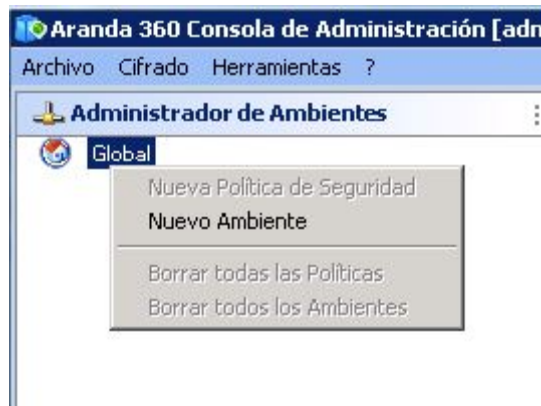 Aranda 360 Consola de Administración [adn
Archivo Cifrado Herramientas ?
Administrador de Ambientes
Global
Nueva Política de Seguridad
Nuevo Ambiente
Borrar todas las Políticas
Borrar todos los Ambientes